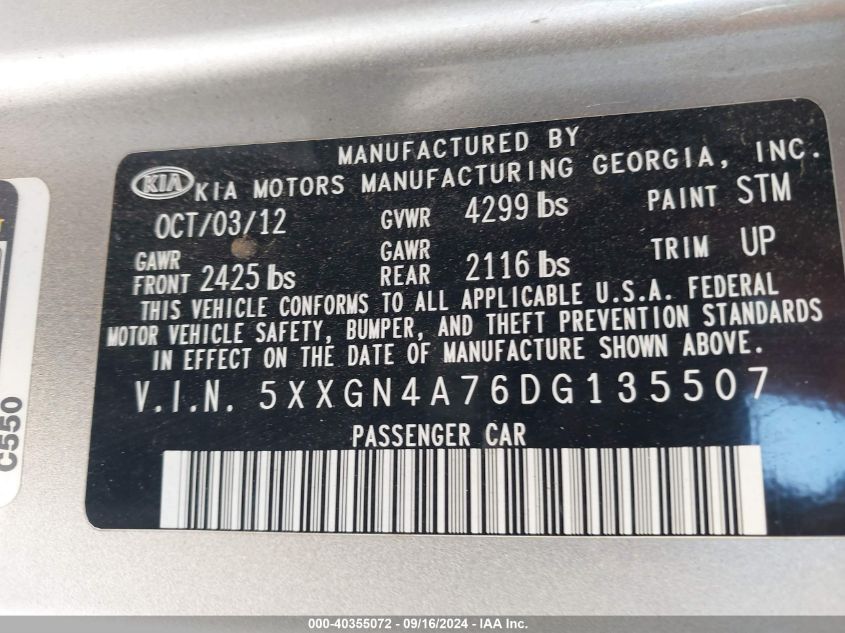 MANUFACTURED BY
KIA KIA MOTORS MANUFACTURING GEORGIA, INC.
OCT/03/12 GVWR 4299 lbs PAINT STM
GAWR FRONT 2425 lbs GAWR REAR 2116 lbs TRIM UP
THIS VEHICLE CONFORMS TO ALL APPLICABLE U.S.A. FEDERAL
MOTOR VEHICLE SAFETY, BUMPER, AND THEFT PREVENTION STANDARDS
IN EFFECT ON THE DATE OF MANUFACTURE SHOWN ABOVE.
V.I.N. 5XXGN4A76DG135507
PASSENGER CAR
C550
000-40355072 - 09/16/2024 - IAA Inc.